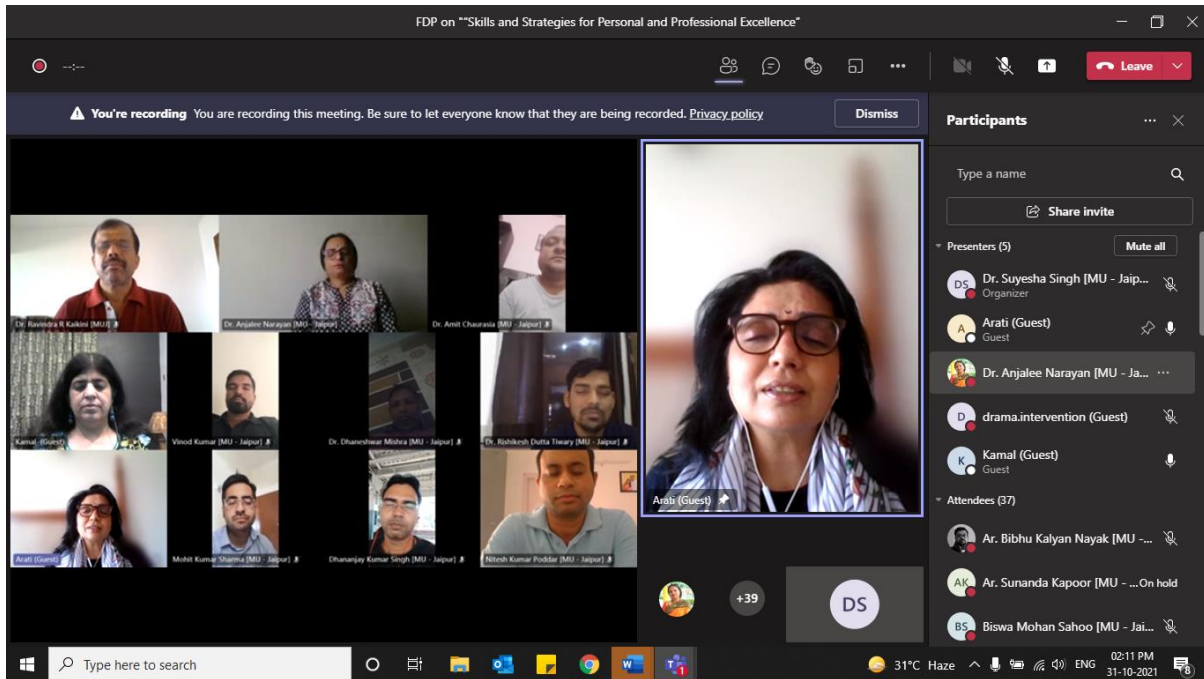 FDP on ""Skills and Strategies for Personal and Professional Excellence"
--:--
Leave
You're recording You are recording this meeting. Be sure to let everyone know that they are being recorded. Privacy policy
Dismiss
Dr. Ravindra R Kaikini [MUJ]
Dr. Anjalee Narayan [MU - Jaipur]
Dr. Amit Chaurasia [MU - Jaipur]
Kamal (Guest)
Vinod Kumar [MU - Jaipur]
Dr. Dhaneshwar Mishra [MU - Jaipur]
Dr. Rishikesh Dutta Tiwary [MU - Jaipur]
Arati (Guest)
Mohit Kumar Sharma [MU - Jaipur]
Dhananjay Kumar Singh [MU - Jaipur]
Nitesh Kumar Poddar [MU - Jaipur]
Arati (Guest)
+39
DS
Participants
Type a name
Share invite
Presenters (5)
Mute all
DS
Dr. Suyesha Singh [MU - Jaip...
Organizer
A
Arati (Guest)
Guest
Dr. Anjalee Narayan [MU - Ja...
D
drama.intervention (Guest)
K
Kamal (Guest)
Guest
Attendees (37)
Ar. Bibhu Kalyan Nayak [MU -...
AK
Ar. Sunanda Kapoor [MU - ... On hold
BS
Biswa Mohan Sahoo [MU - Jai...
Type here to search
31°C Haze
ENG
02:11 PM
31-10-2021
8